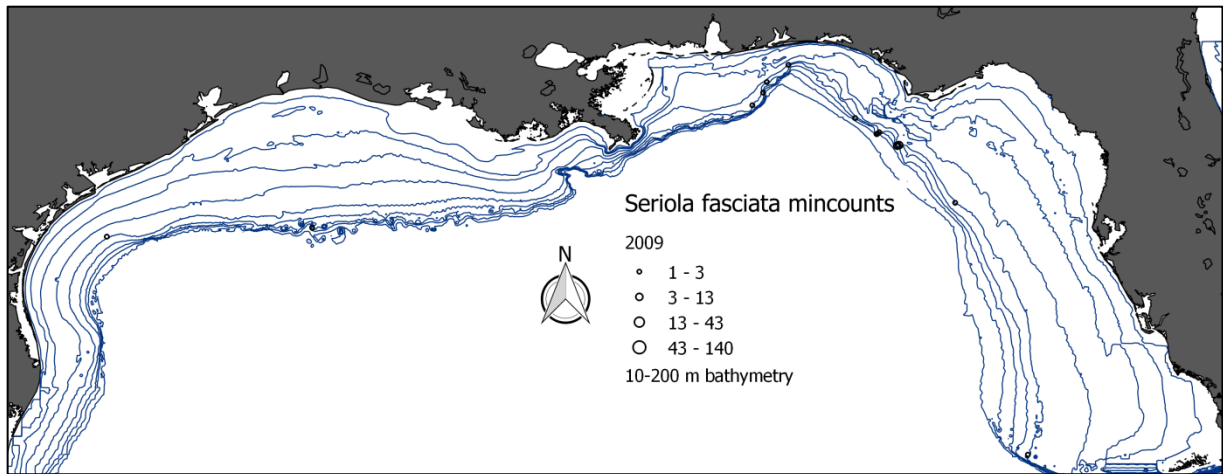 Seriola fasciata mincounts
2009
N
1 - 3
3 - 13
13 - 43
43 - 140
10-200 m bathymetry